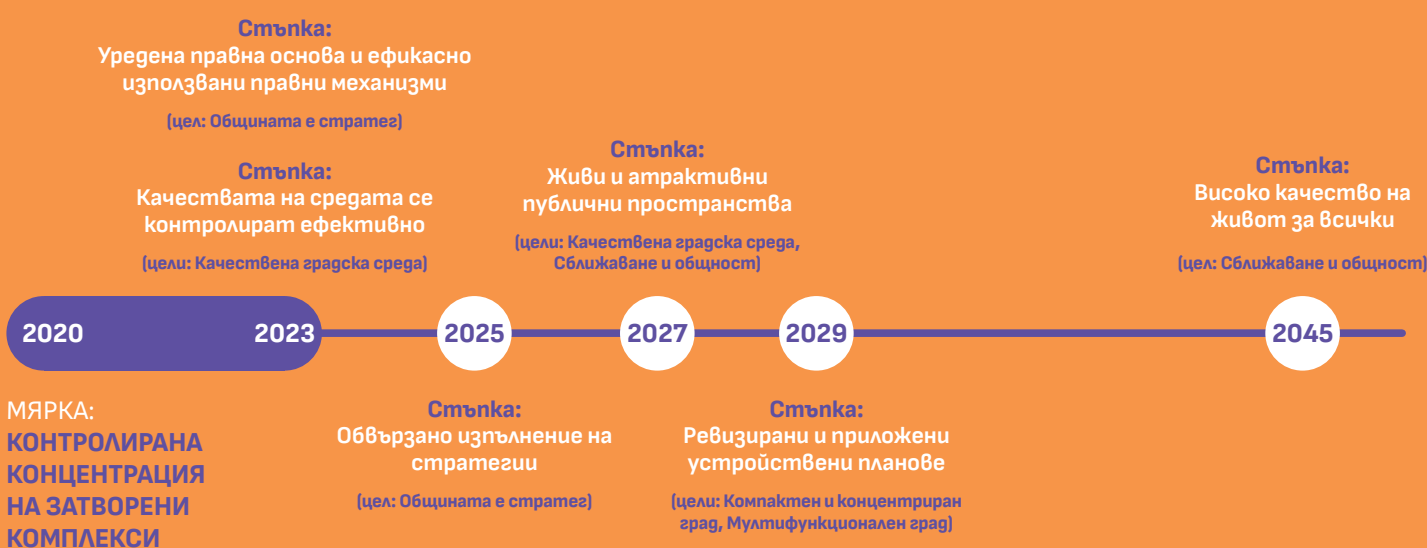 Стъпка:
Уредена правна основа и ефикасно
използвани правни механизми
(цел: Общината е стратег)
Стъпка:
Качествата на средата се
контролират ефективно
(цели: Качествена градска среда)
Стъпка:
Живи и атрактивни
публични пространства
(цели: Качествена градска среда,
Сближаване и общност)
Стъпка:
Високо качество на
живот за всички
(цел: Сближаване и общност)
2020 2023 2025 2027 2029 2045
МЯРКА:
КОНТРОЛИРАНА
КОНЦЕНТРАЦИЯ
НА ЗАТВОРЕНИ
КОМПЛЕКСИ
Стъпка:
Обвързано изпълнение на
стратегии
(цел: Общината е стратег)
Стъпка:
Ревизирани и приложени
устройствени планове
(цели: Компактен и концентриран
град, Мултифункционален град)